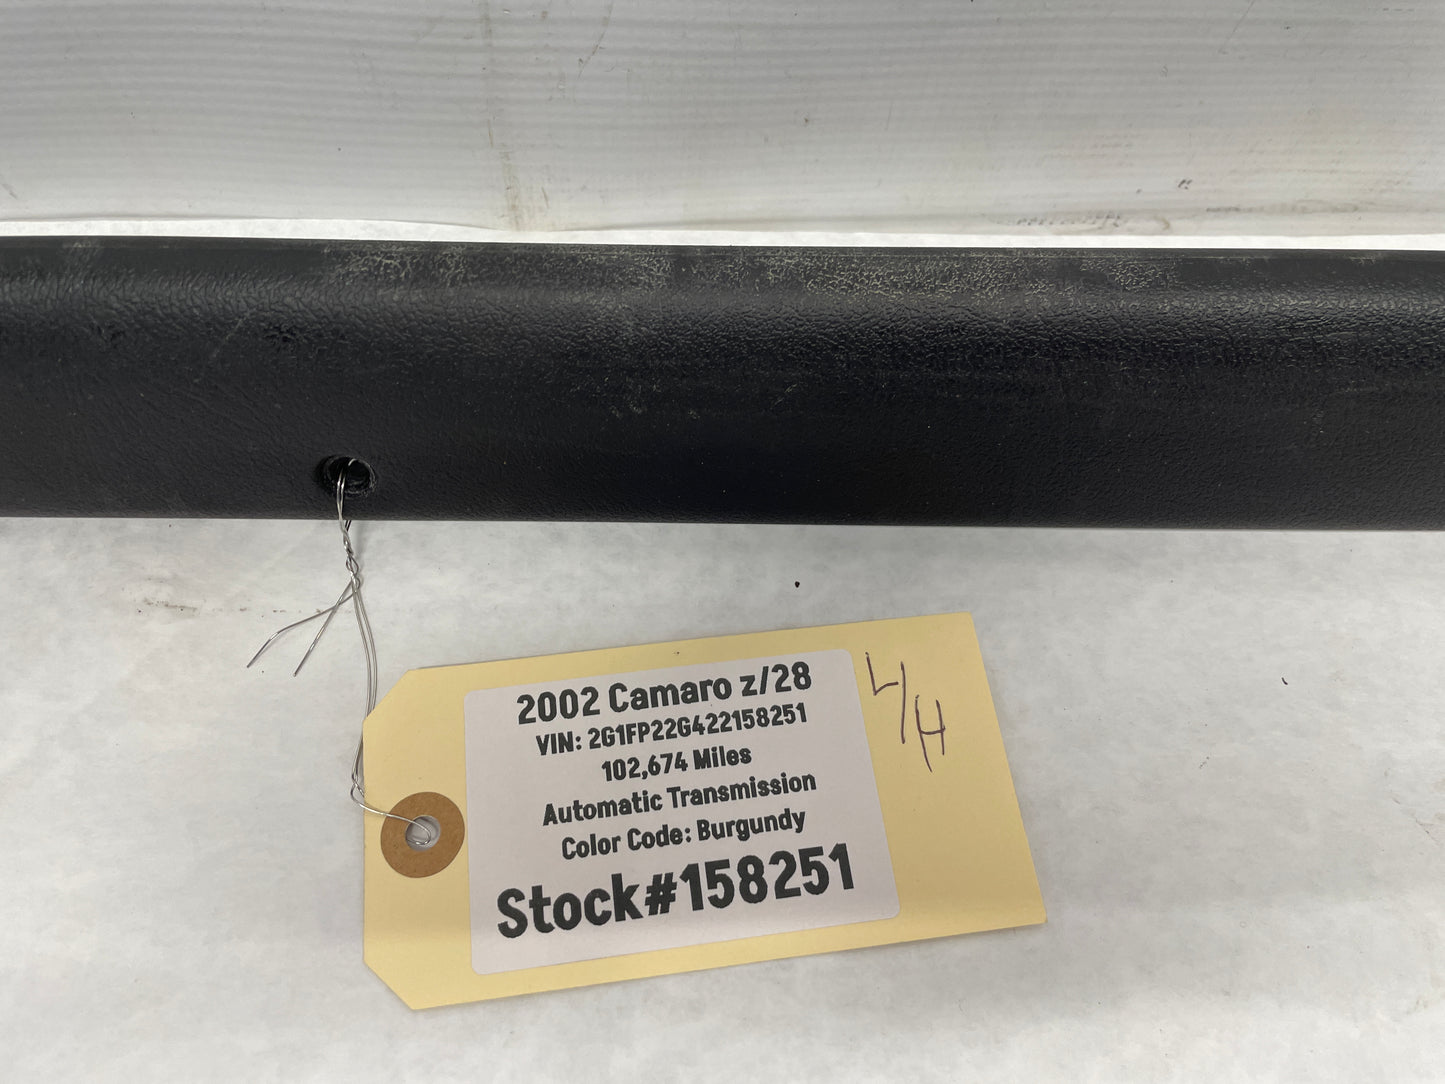 2002 Camaro z/28
VIN: 2G1FP22G422158251
102,674 Miles
Automatic Transmission
Color Code: Burgundy
Stock#158251
L/H